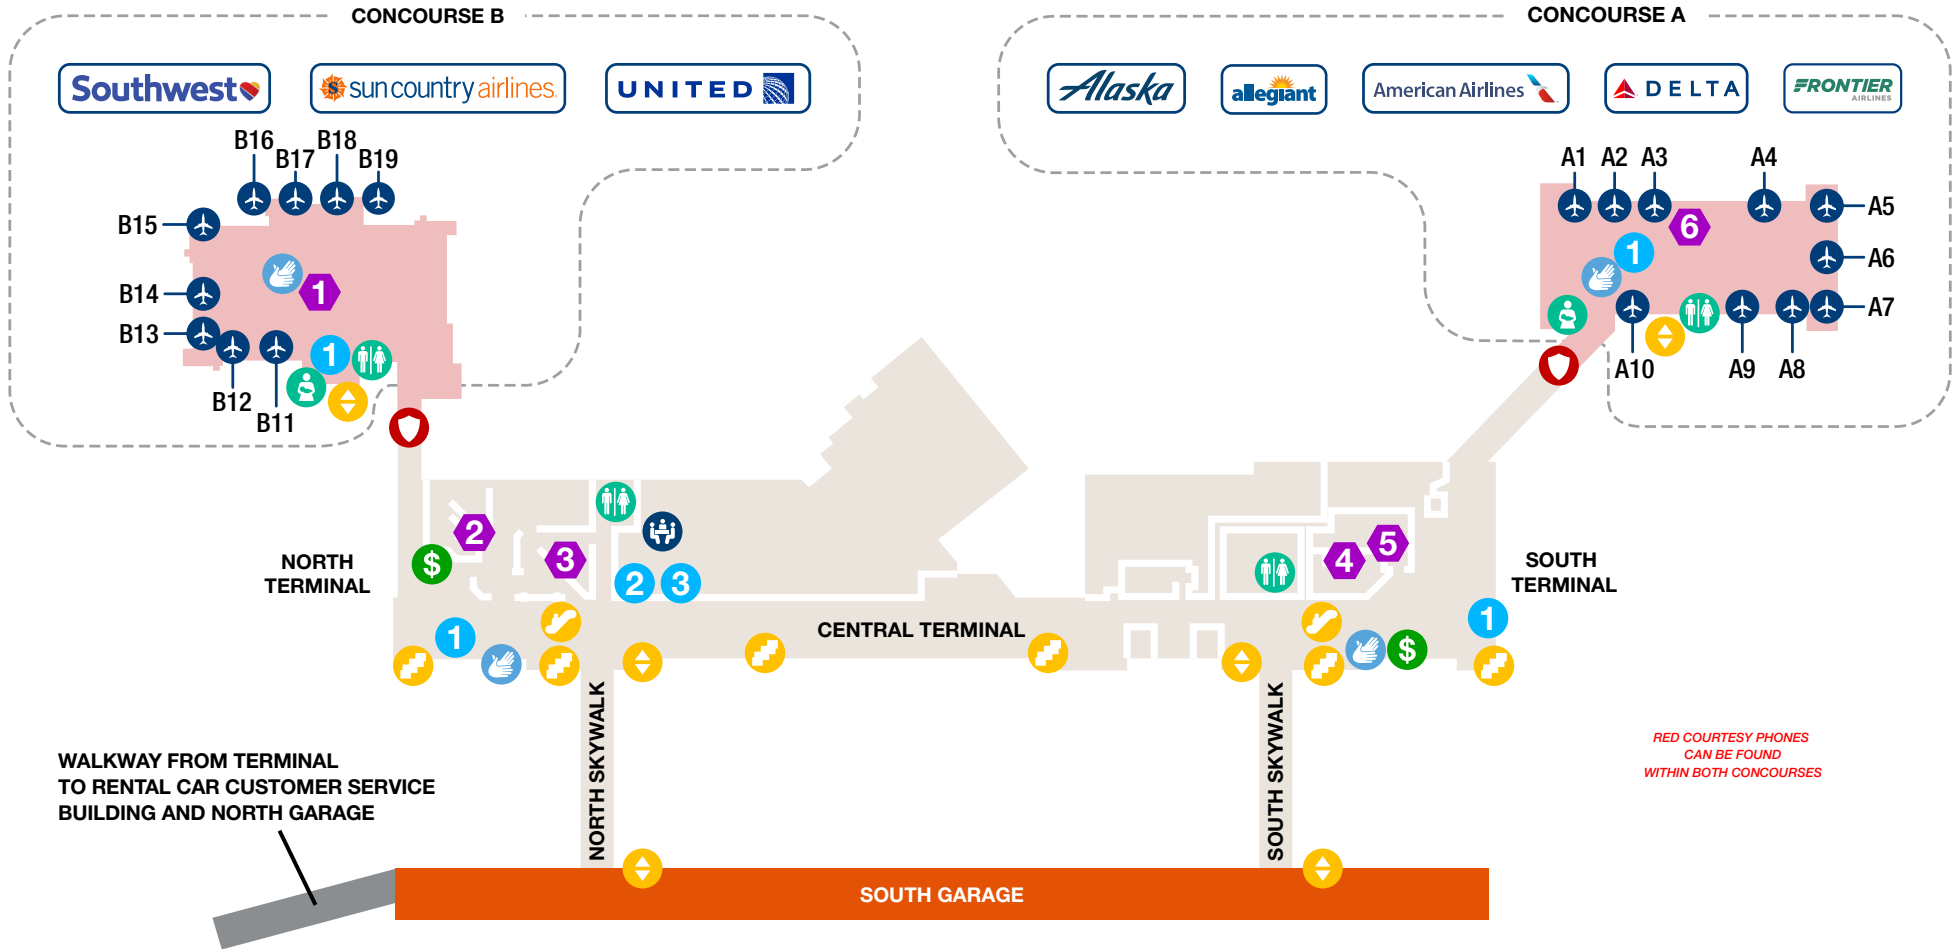 CONCOURSE B
CONCOURSE A
Southwest
sun country airlines.
UNITED
Alaska
allegiant
American Airlines
DELTA
FRONTIER
AIRLINES
B16
B17
B18
B19
B15
B14
B13
B12
B11
1
1
A1
A2
A3
A4
A5
A6
A7
A8
A9
A10
6
1
NORTH
TERMINAL
2
3
$
2
3
1
CENTRAL TERMINAL
4
5
SOUTH
TERMINAL
1
$
NORTH SKYWALK
SOUTH SKYWALK
RED COURTESY PHONES
CAN BE FOUND
WITHIN BOTH CONCOURSES
WALKWAY FROM TERMINAL
TO RENTAL CAR CUSTOMER SERVICE
BUILDING AND NORTH GARAGE
SOUTH GARAGE